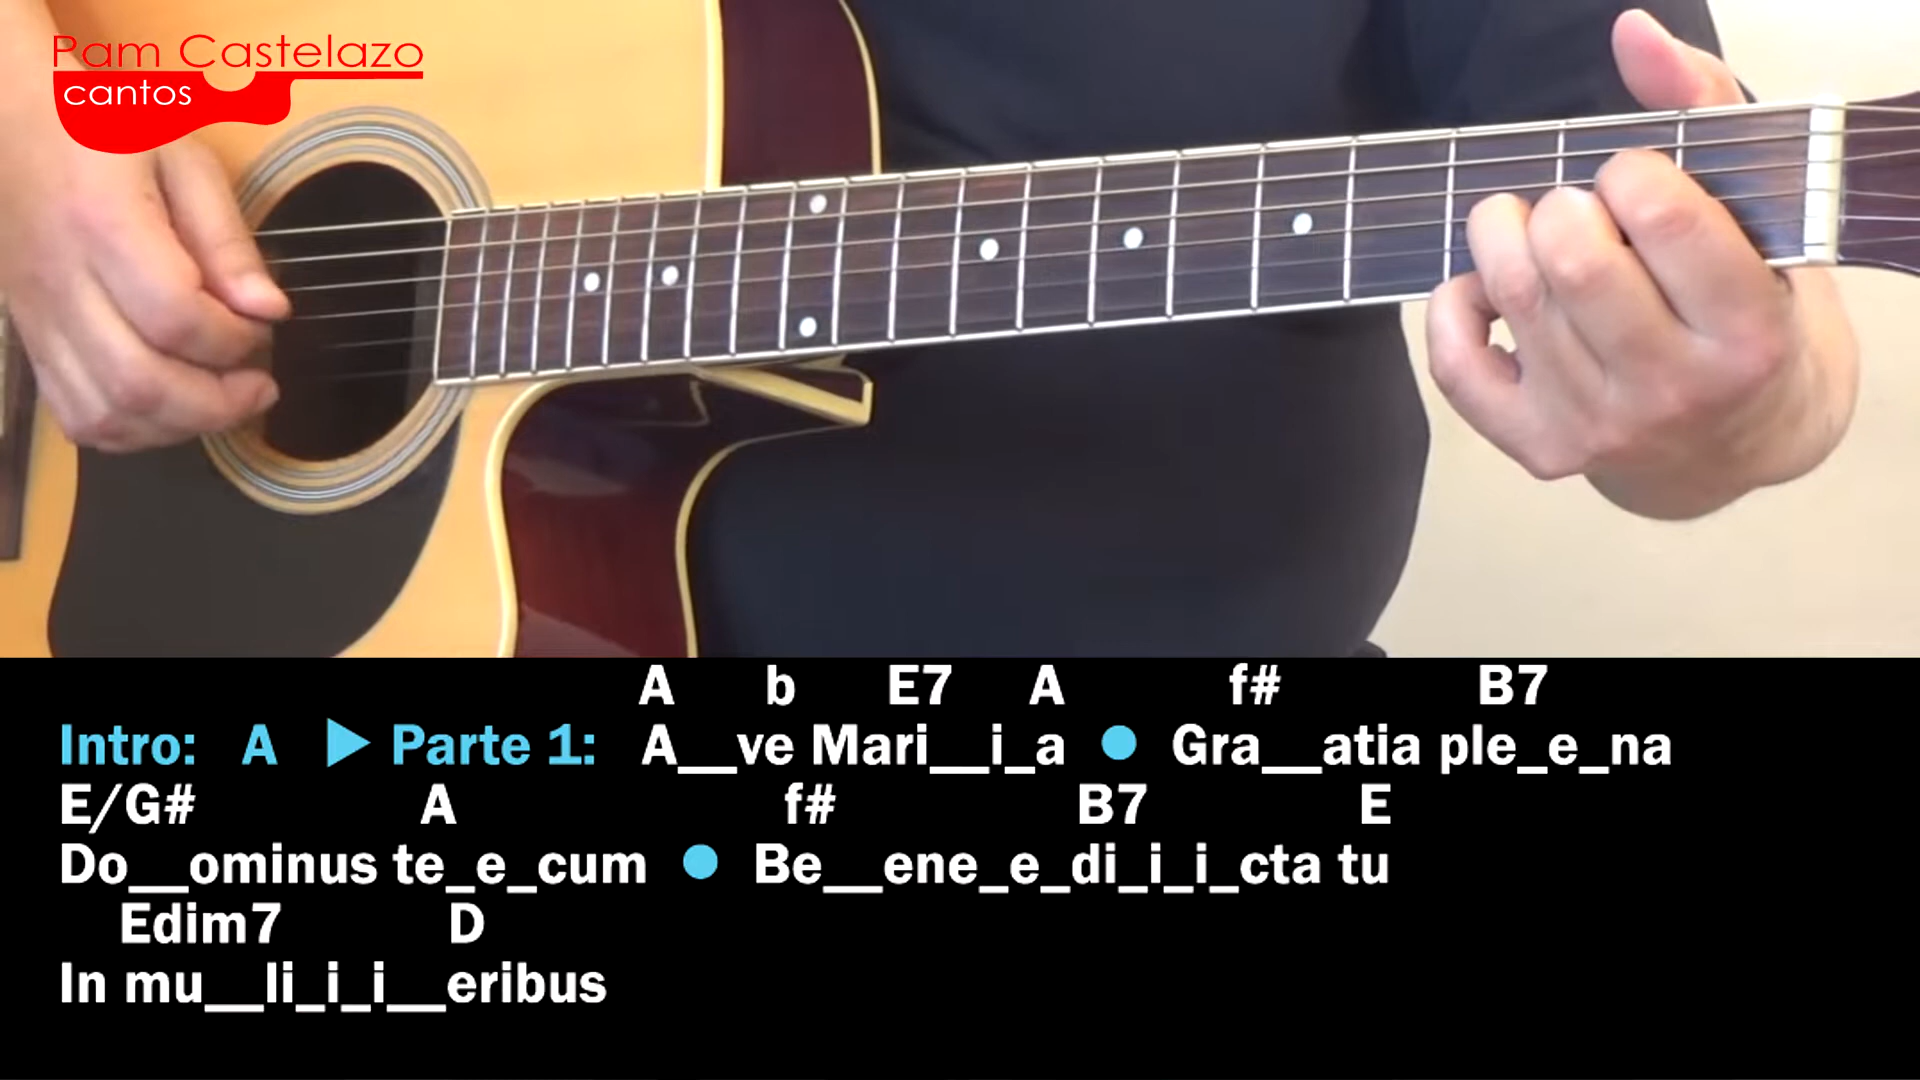 Pam Castelazo
cantos
A b E7 A f# B7
Intro: A ▶ Parte 1: A__ve Mari__i_a ● Gra__atia ple_e_na
E/G# A f# B7 E
Do__ominus te_e_cum ● Be__ene_e_di_i_i_cta tu
Edim7 D
In mu__li_i_i__eribus